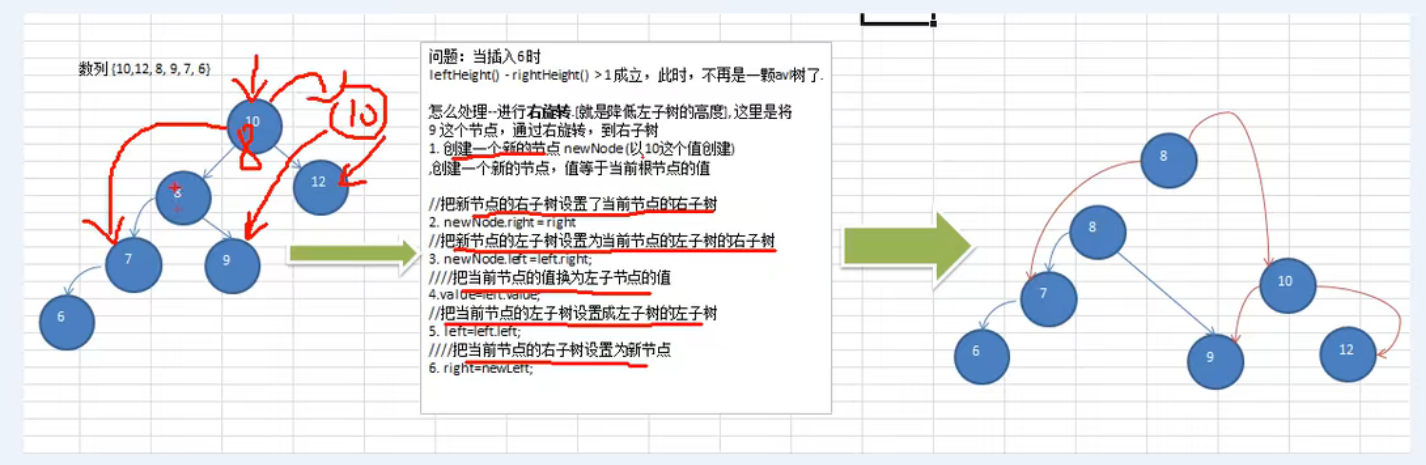 数列 {10,12, 8, 9, 7, 6}
10
8
10
8
12
7
9
6
问题：当插入6时
leftHeight() - rightHeight() > 1成立，此时，不再是一颗avl树了.
怎么处理--进行右旋转.[就是降低左子树的高度], 这里是将
9 这个节点，通过右旋转，到右子树
1. 创建一个新的节点 newNode (以10这个值创建)
,创建一个新的节点，值等于当前根节点的值
//把新节点的右子树设置了当前节点的右子树
2. newNode.right = right
//把新节点的左子树设置为当前节点的左子树的右子树
3. newNode.left =left.right;
////把当前节点的值换为左子节点的值
4.value=left.value;
//把当前节点的左子树设置成左子树的左子树
5. left=left.left;
////把当前节点的右子树设置为新节点
6. right=newLeft;
8
8
7
10
6
9
12